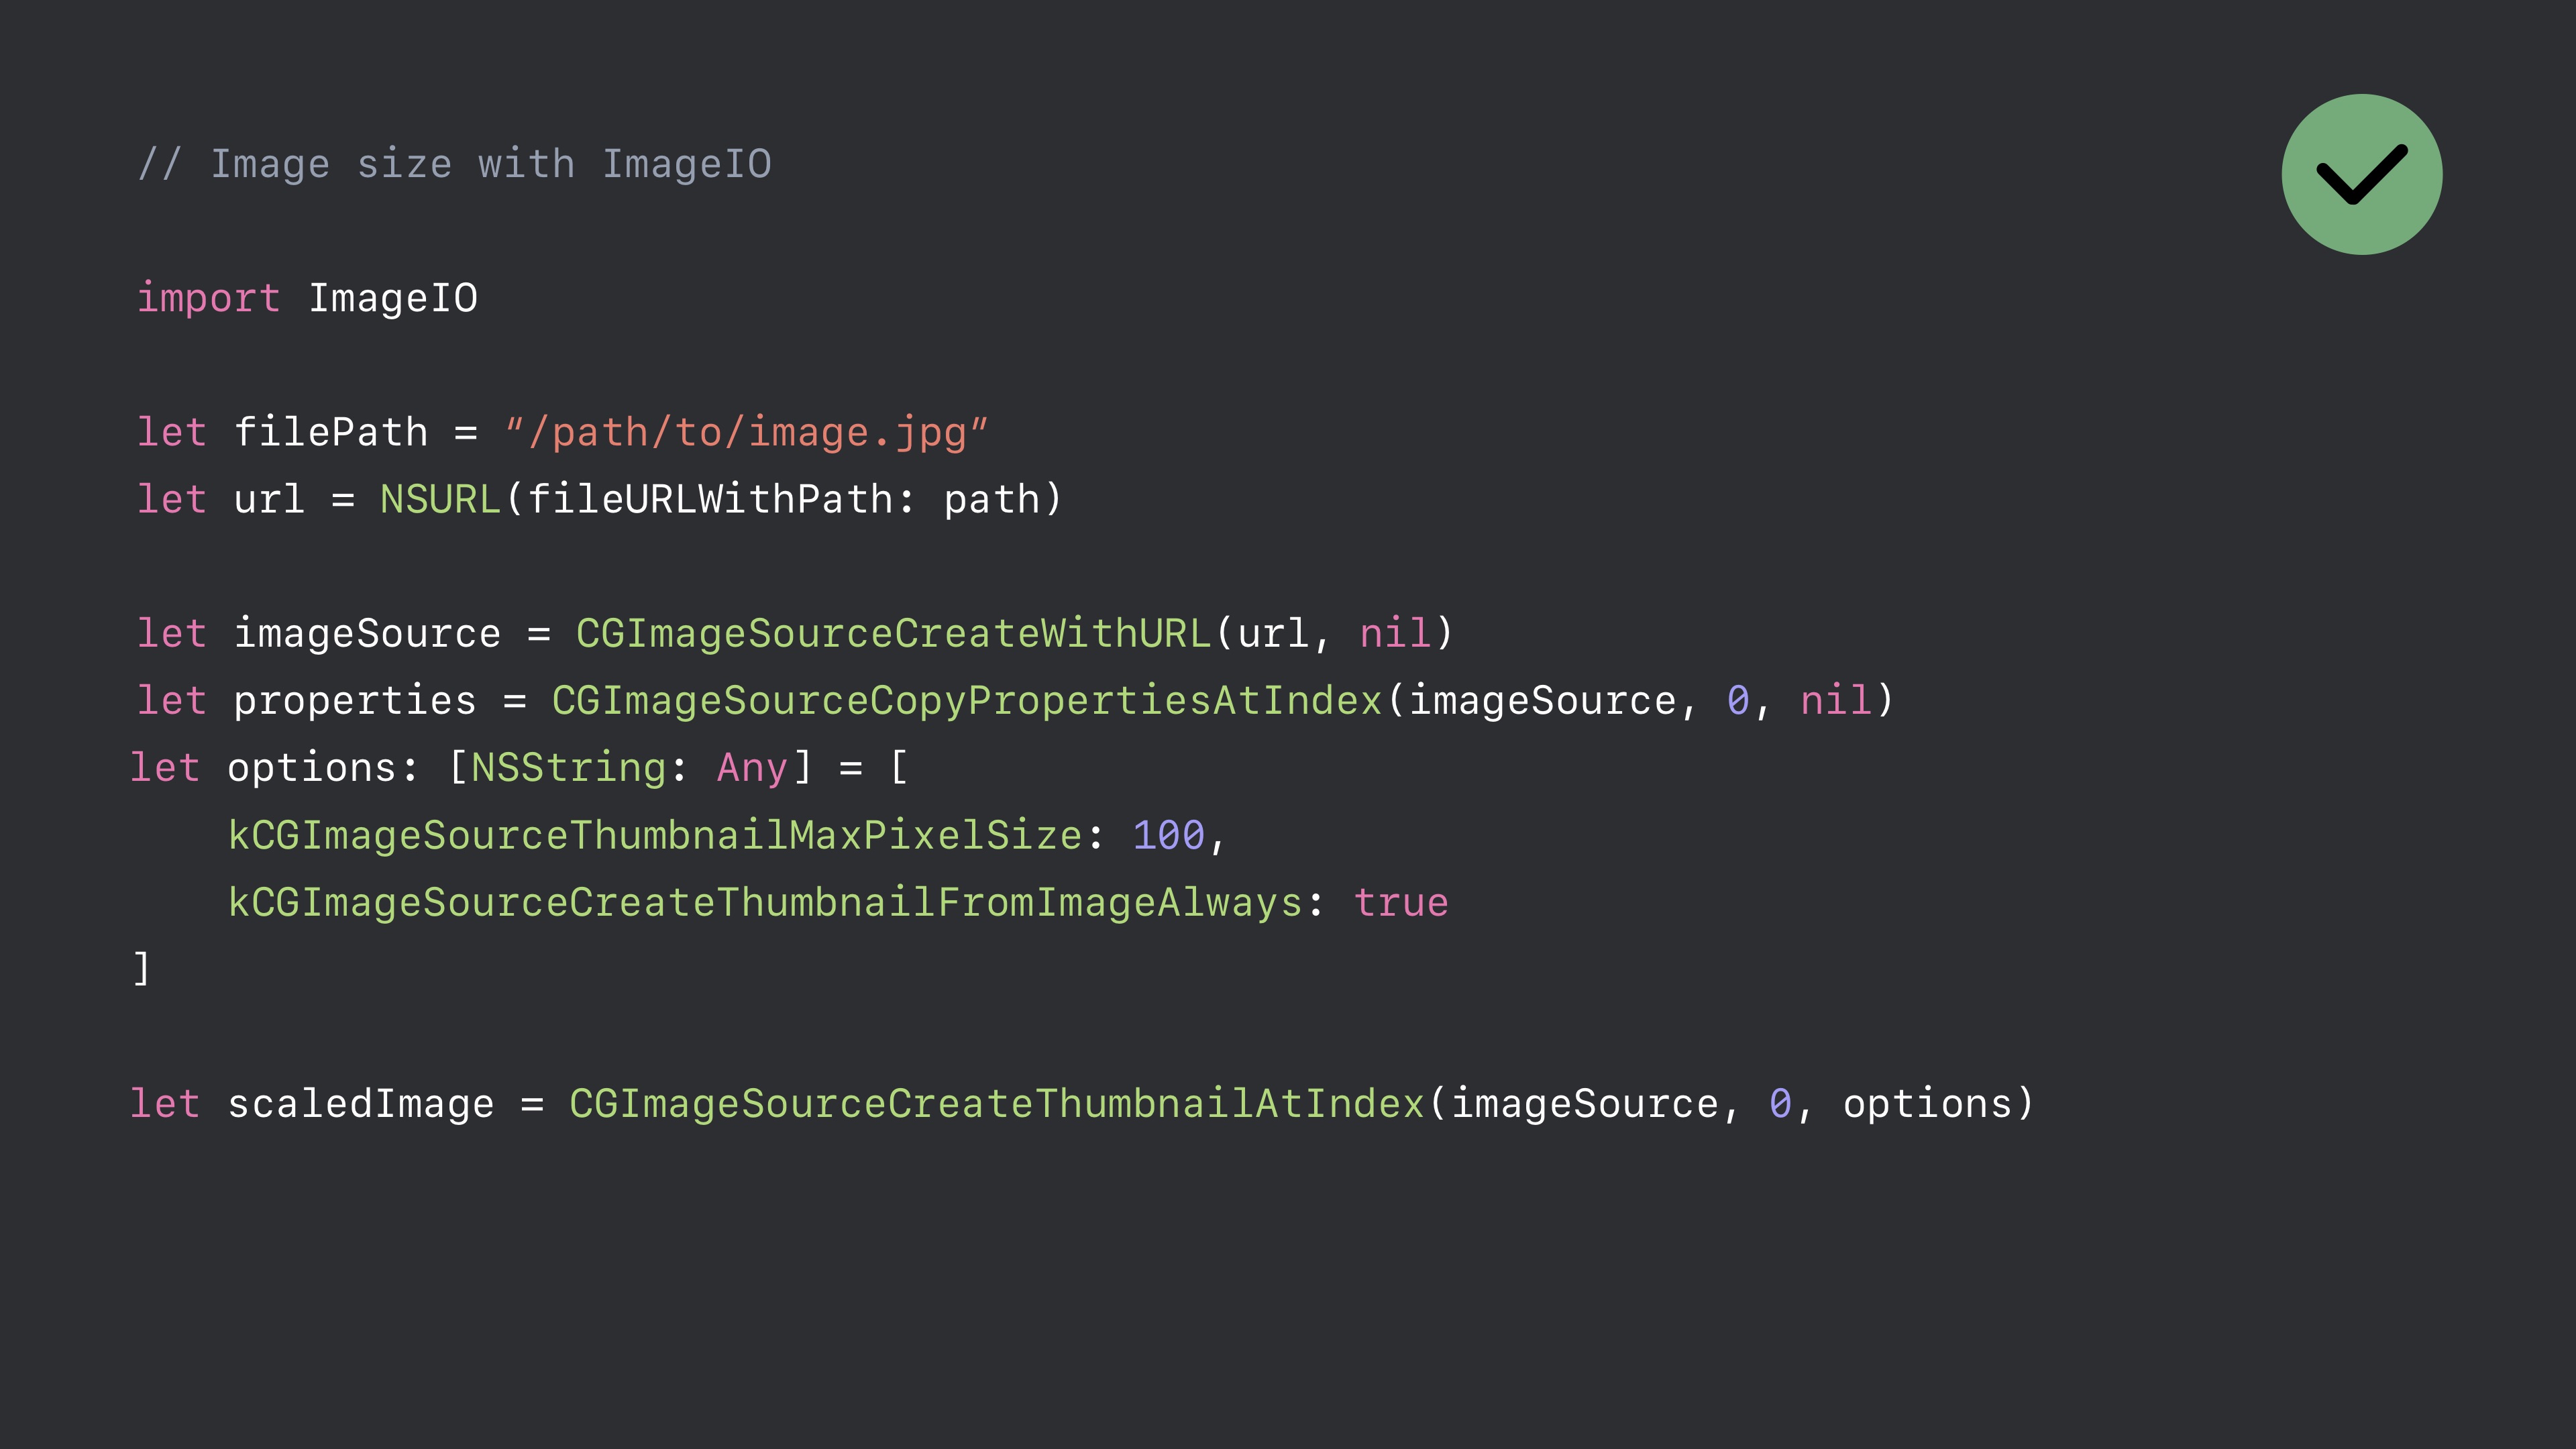 // Image size with ImageIO
import ImageIO
let filePath = “/path/to/image.jpg”
let url = NSURL(fileURLWithPath: path)
let imageSource = CGImageSourceCreateWithURL(url, nil)
let properties = CGImageSourceCopyPropertiesAtIndex(imageSource, 0, nil)
let options: [NSString: Any] = [
    kCGImageSourceThumbnailMaxPixelSize: 100,
    kCGImageSourceCreateThumbnailFromImageAlways: true
]
let scaledImage = CGImageSourceCreateThumbnailAtIndex(imageSource, 0, options)